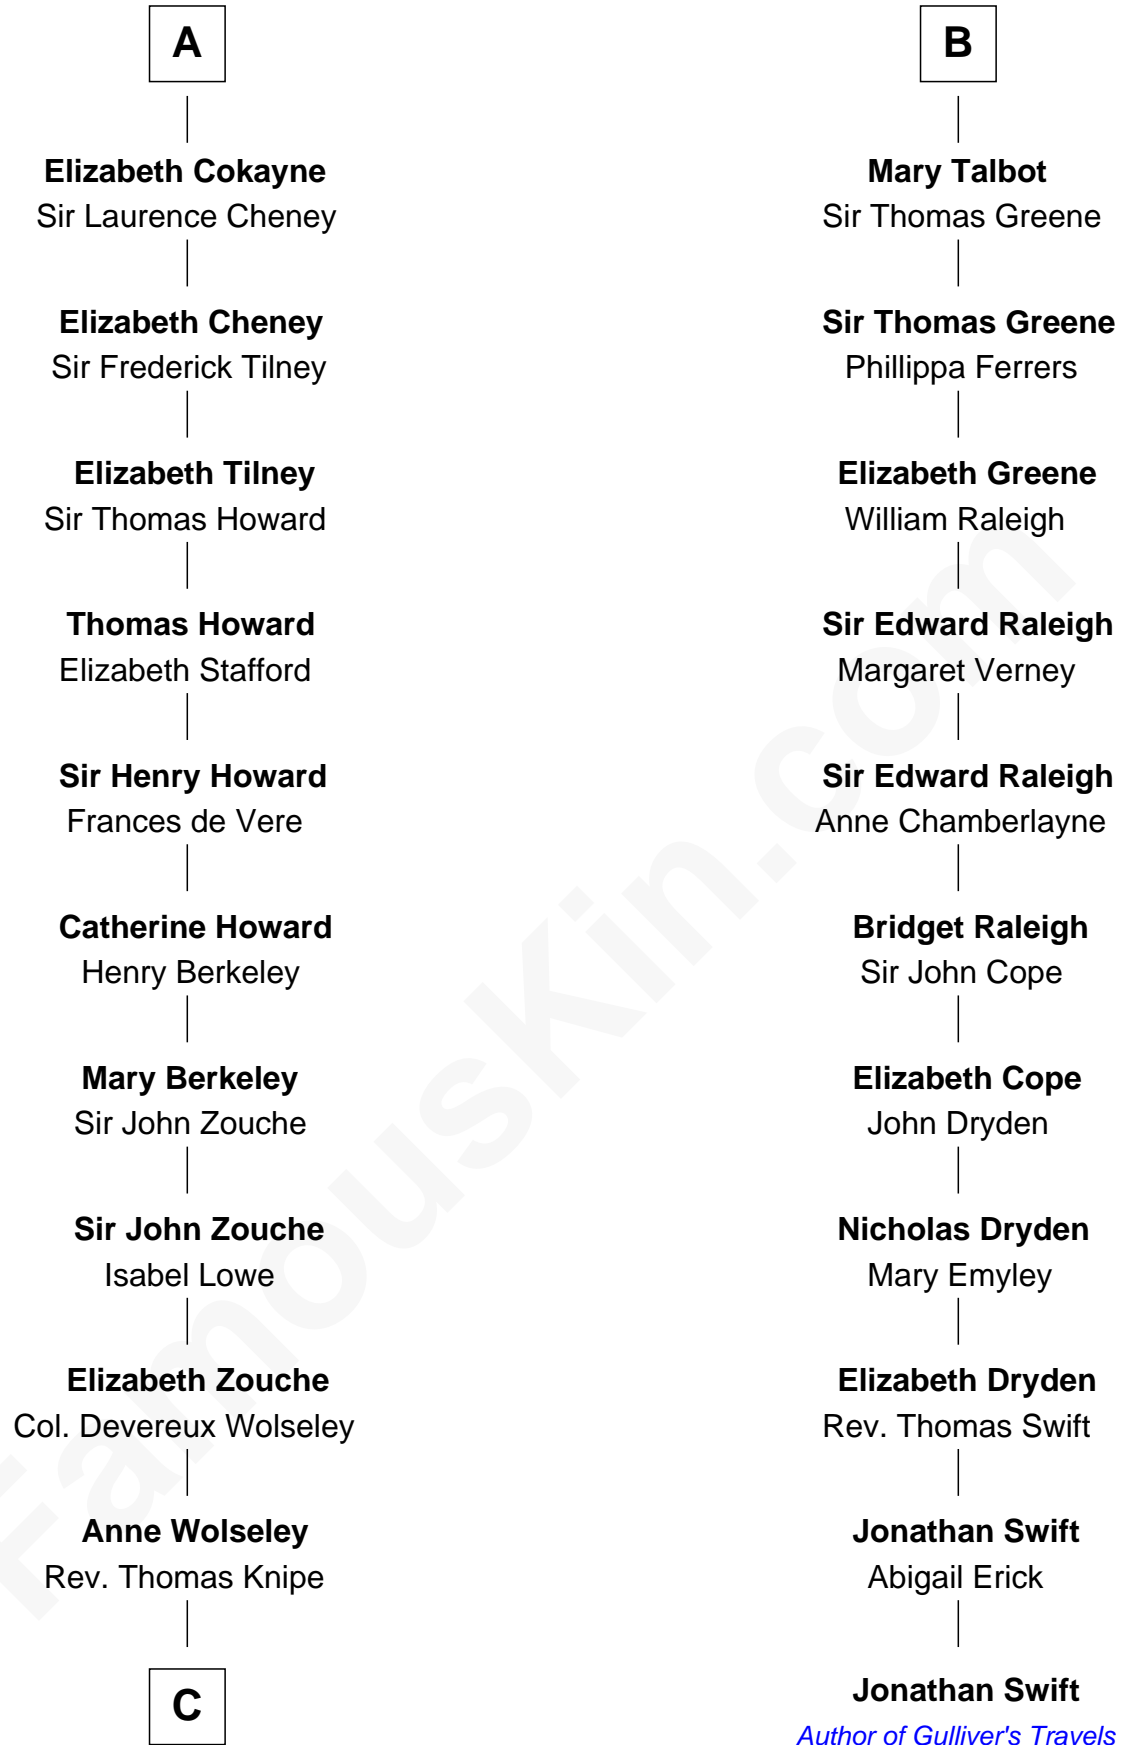 A
Elizabeth Cokayne
Sir Laurence Cheney
Elizabeth Cheney
Sir Frederick Tilney
Elizabeth Tilney
Sir Thomas Howard
Thomas Howard
Elizabeth Stafford
Sir Henry Howard
Frances de Vere
Catherine Howard
Henry Berkeley
Mary Berkeley
Sir John Zouche
Sir John Zouche
Isabel Lowe
Elizabeth Zouche
Col. Devereux Wolseley
Anne Wolseley
Rev. Thomas Knipe
C
B
Mary Talbot
Sir Thomas Greene
Sir Thomas Greene
Phillippa Ferrers
Elizabeth Greene
William Raleigh
Sir Edward Raleigh
Margaret Verney
Sir Edward Raleigh
Anne Chamberlayne
Bridget Raleigh
Sir John Cope
Elizabeth Cope
John Dryden
Nicholas Dryden
Mary Emyley
Elizabeth Dryden
Rev. Thomas Swift
Jonathan Swift
Abigail Erick
Jonathan Swift
Author of Gulliver's Travels
FamousKin.com